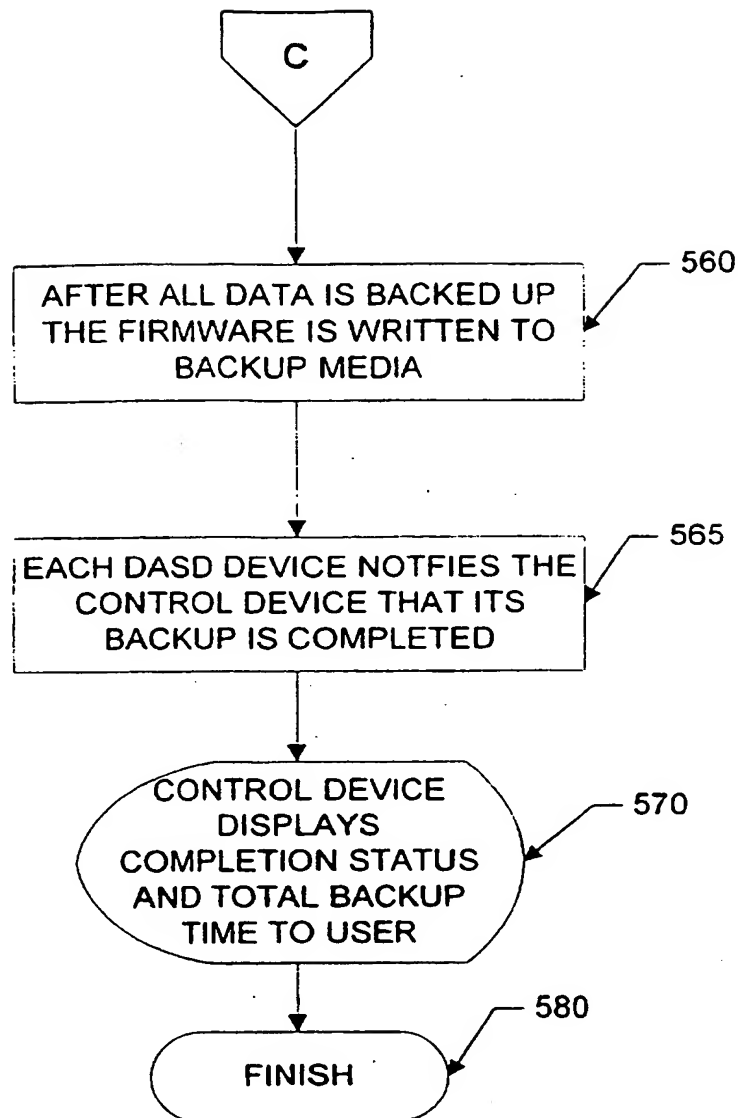 C
AFTER ALL DATA IS BACKED UP
THE FIRMWARE IS WRITTEN TO
BACKUP MEDIA
560
EACH DASD DEVICE NOTFIES THE
CONTROL DEVICE THAT ITS
BACKUP IS COMPLETED
565
CONTROL DEVICE
DISPLAYS
COMPLETION STATUS
AND TOTAL BACKUP
TIME TO USER
570
FINISH
580